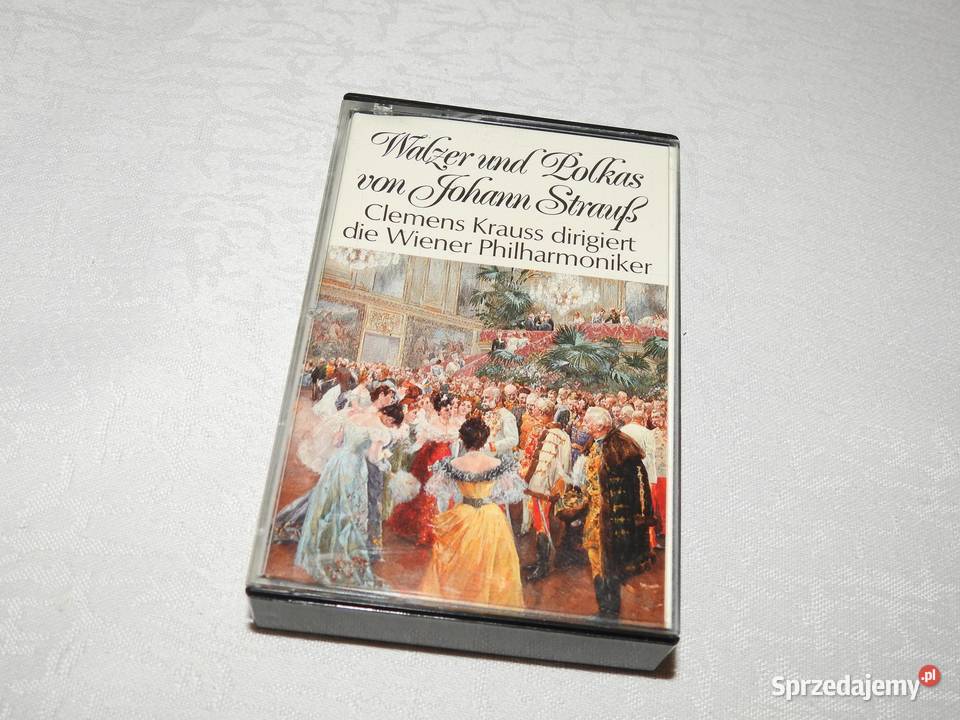 Walzer und Polkas
von Johann Strauß
Clemens Krauss dirigiert
die Wiener Philharmoniker
Sprzedajemy.pl